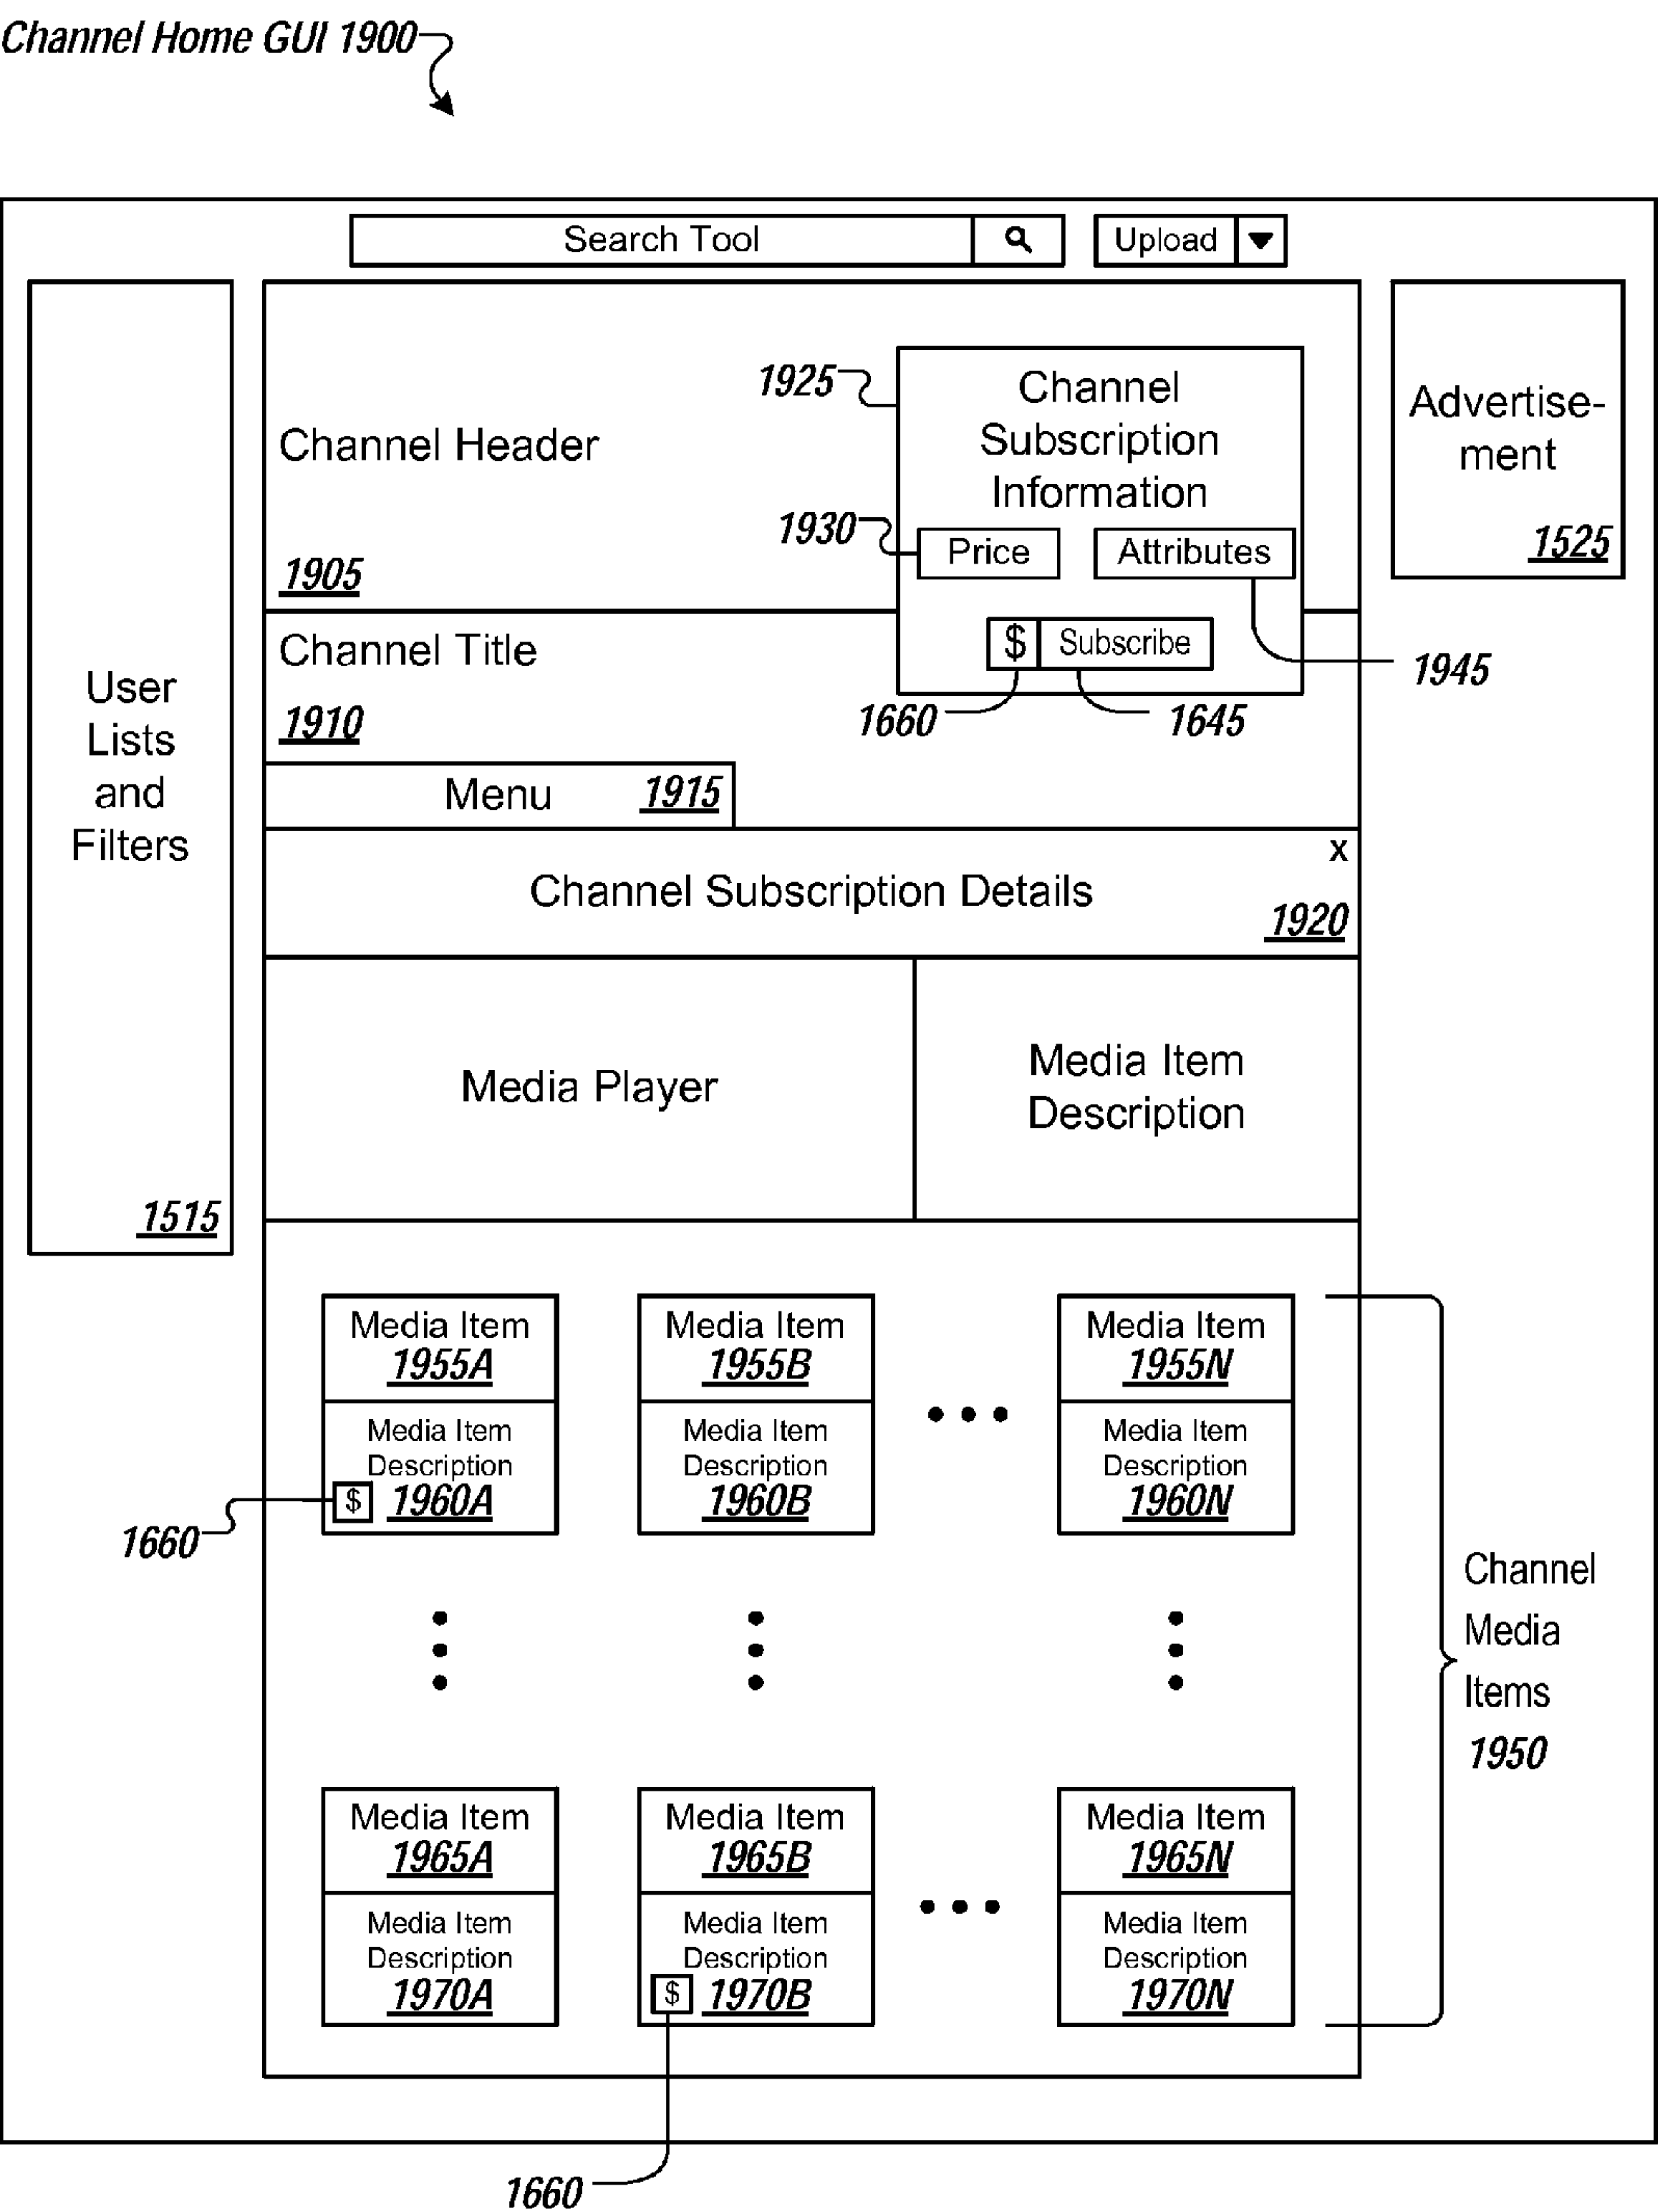 Channel Home GUI 1900
Search Tool
Upload
User
Lists
and
Filters
1515
Channel Header
1905
1925
Channel
Subscription
Information
1930
Price
Attributes
$ Subscribe
1945
1660
1645
Advertise-
ment
1525
Channel Title
1910
Menu 1915
x
Channel Subscription Details
1920
Media Player
Media Item
Description
Media Item
1955A
Media Item
Description
$ 1960A
1660
Media Item
1955B
Media Item
Description
1960B
Media Item
1955N
Media Item
Description
1960N
Channel
Media
Items
1950
Media Item
1965A
Media Item
Description
1970A
Media Item
1965B
Media Item
Description
$ 1970B
1660
Media Item
1965N
Media Item
Description
1970N